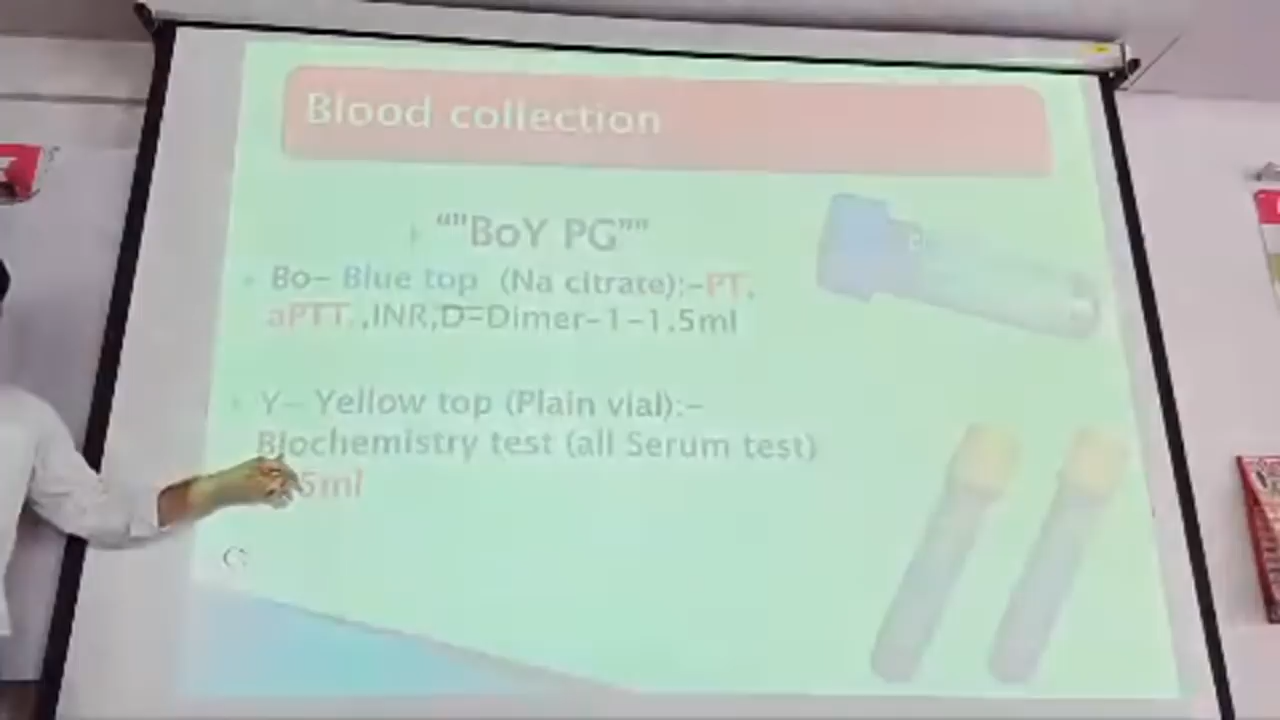 Blood collection
""BoY PG""
Bo- Blue top (Na citrate):-PT,
aPTT,,INR,D=Dimer-1-1.5ml
Y- Yellow top (Plain vial):-
Biochemistry test (all Serum test)
5ml